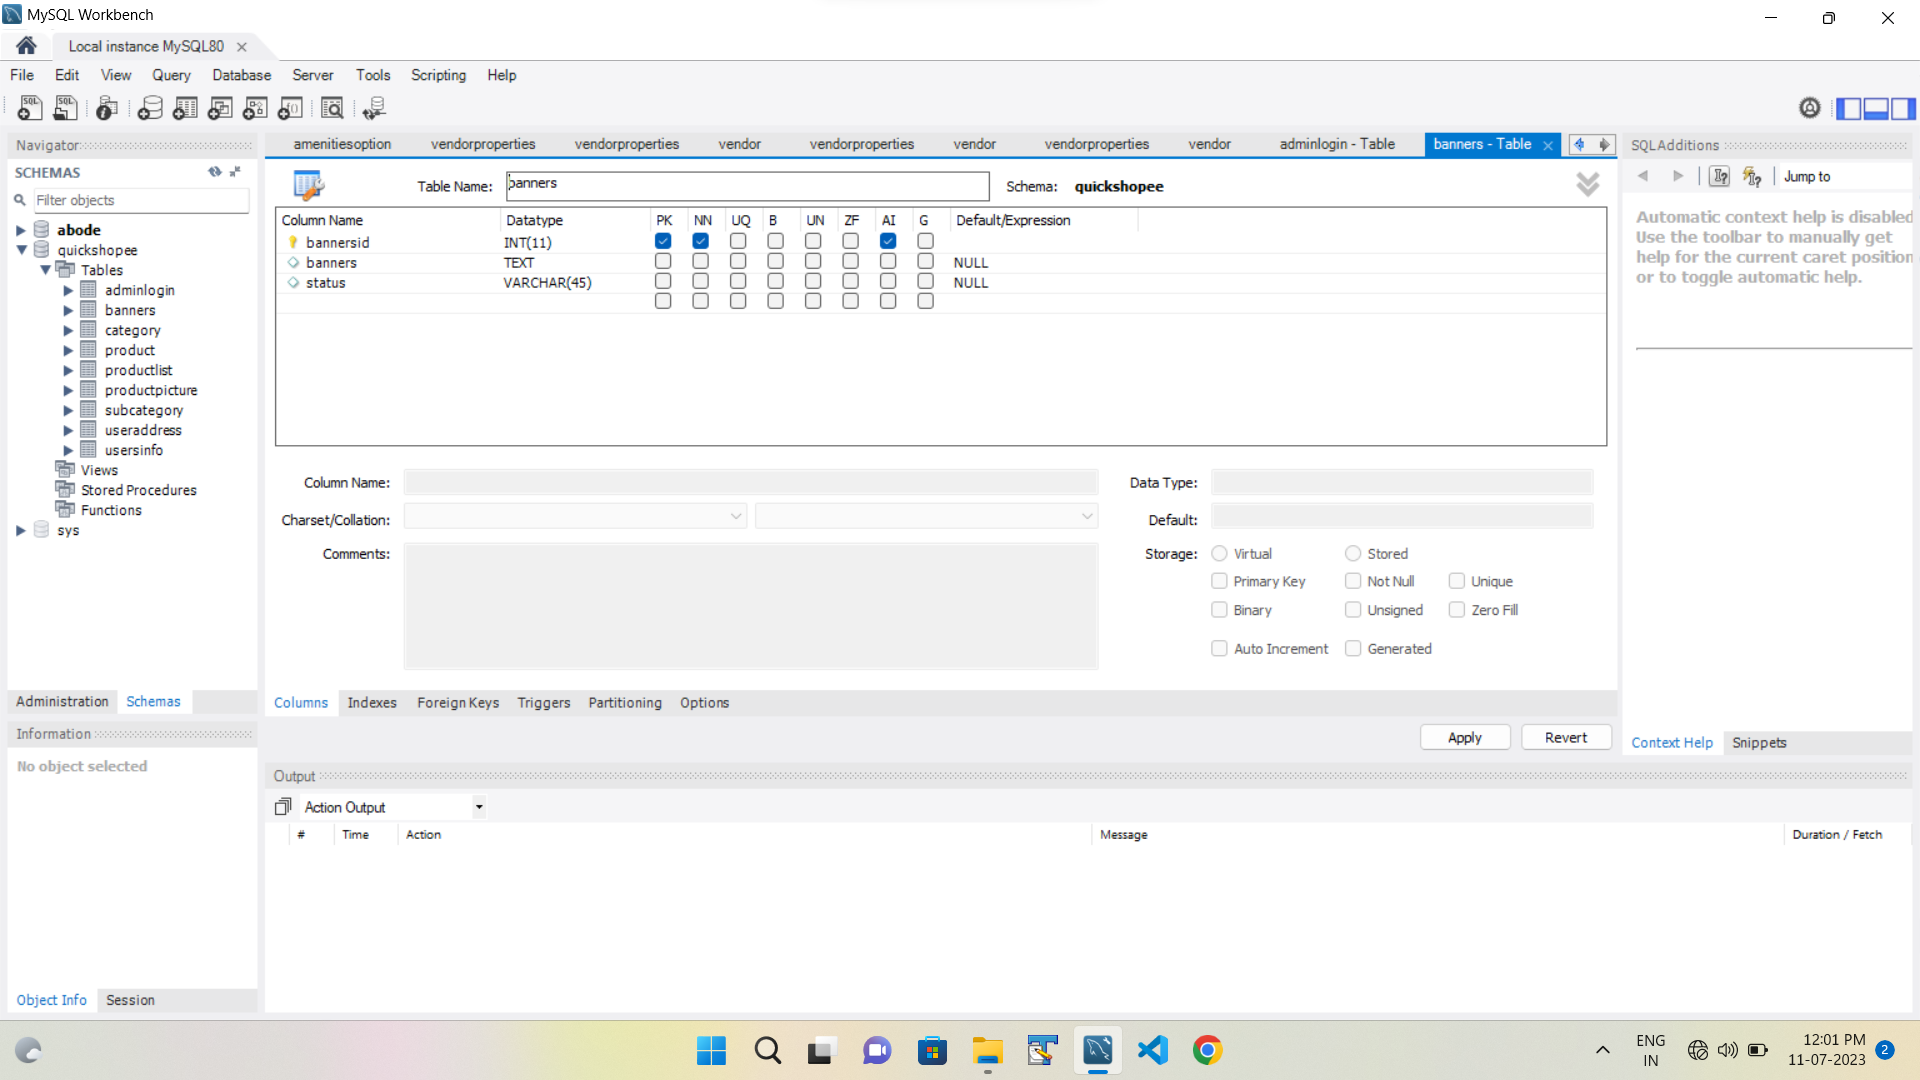 MySQL Workbench
Local instance MySQL80
File Edit View Query Database Server Tools Scripting Help
Navigator
SCHEMAS
Filter objects
abode
quickshopee
Tables
adminlogin
banners
category
product
productlist
productpicture
subcategory
useraddress
usersinfo
Views
Stored Procedures
Functions
sys
Administration Schemas
Information
No object selected
Object Info Session
amenitiesoption vendorproperties vendorproperties vendor vendorproperties vendor vendorproperties vendor adminlogin - Table banners - Table
Table Name: banners Schema: quickshopee
Column Name Datatype PK NN UQ B UN ZF AI G Default/Expression
bannersid INT(11)
banners TEXT NULL
status VARCHAR(45) NULL
Column Name: Data Type:
Charset/Collation: Default:
Comments: Storage: Virtual Stored
Primary Key Not Null Unique
Binary Unsigned Zero Fill
Auto Increment Generated
Columns Indexes Foreign Keys Triggers Partitioning Options
Apply Revert
Output
Action Output
# Time Action Message Duration / Fetch
SQLAdditions
Jump to
Automatic context help is disabled
Use the toolbar to manually get
help for the current caret position
or to toggle automatic help.
Context Help Snippets
ENG
IN
12:01 PM
11-07-2023
2